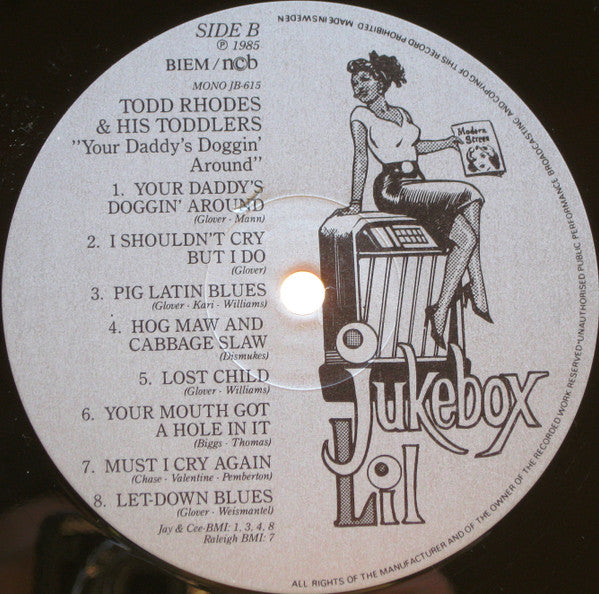 SIDE B
℗ 1985
BIEM/ncb
MONO JB-615
TODD RHODES
& HIS TODDLERS
"Your Daddy's Doggin'
Around"
1. YOUR DADDY'S
DOGGIN' AROUND
(Glover - Mann)
2. I SHOULDN'T CRY
BUT I DO
(Glover)
3. PIG LATIN BLUES
(Glover - Kari - Williams)
4. HOG MAW AND
CABBAGE SLAW
(Dismukes)
5. LOST CHILD
(Glover - Williams)
6. YOUR MOUTH GOT
A HOLE IN IT
(Biggs - Thomas)
7. MUST I CRY AGAIN
(Chase - Valentine - Pemberton)
8. LET-DOWN BLUES
(Glover - Weismantel)
Jay & Cee-BMI: 1, 3, 4, 8
Raleigh BMI: 7
Modern
Screen
Jukebox
Lil
ALL RIGHTS OF THE MANUFACTURER AND OF THE OWNER OF THE RECORDED WORK RESERVED•UNAUTHORISED PUBLIC PERFORMANCE BROADCASTING AND COPYING OF THIS RECORD PROHIBITED MADE IN SWEDEN